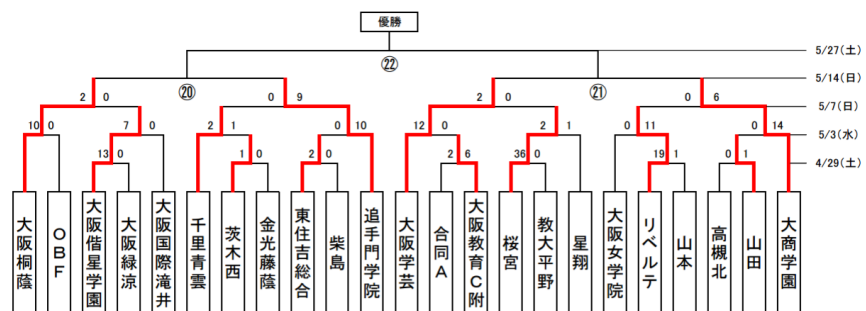 優勝
5/27(土)
㉒
5/14(日)
⑳
㉑
2 0 0 9 2 0 0 6
5/7(日)
10 0 7 0 2 1 0 10 12 0 2 1 0 11 0 14
5/3(水)
13 0 1 0 2 0 2 6 36 0 19 1 0 1
4/29(土)
大阪桐蔭
OBF
大阪偕星学園
大阪緑涼
大阪国際滝井
千里青雲
茨木西
金光藤蔭
東住吉総合
柴島
追手門学院
大阪学芸
合同A
大阪教育C附
桜宮
教大平野
星翔
大阪女学院
リベルテ
山本
高槻北
山田
大商学園